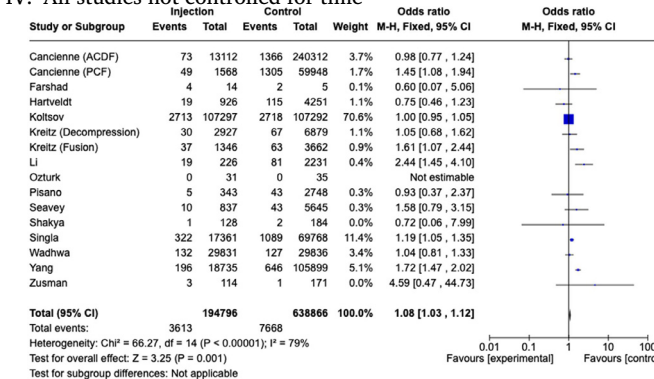 IV. All studies not controlled for time
Injection Control Odds ratio Odds ratio
Study or Subgroup Events Total Events Total Weight M-H, Fixed, 95% CI M-H, Fixed, 95% CI
Cancienne (ACDF) 73 13112 1366 240312 3.7% 0.98 [0.77 , 1.24]
Cancienne (PCF) 49 1568 1305 59948 1.8% 1.45 [1.08 , 1.94]
Farshad 4 14 2 5 0.1% 0.60 [0.07 , 5.06]
Hartveldt 19 926 115 4251 1.1% 0.75 [0.46 , 1.23]
Koltsov 2713 107297 2718 107292 70.6% 1.00 [0.95 , 1.05]
Kreitz (Decompression) 30 2927 67 6879 1.1% 1.05 [0.68 , 1.62]
Kreitz (Fusion) 37 1346 63 3662 0.9% 1.61 [1.07 , 2.44]
Li 19 226 81 2231 0.4% 2.44 [1.45 , 4.10]
Ozturk 0 31 0 35 Not estimable
Pisano 5 343 43 2748 0.3% 0.93 [0.37 , 2.37]
Seavey 10 837 43 5645 0.3% 1.58 [0.79 , 3.15]
Shakya 1 128 2 184 0.0% 0.72 [0.06 , 7.99]
Singla 322 17361 1089 69768 11.4% 1.19 [1.05 , 1.35]
Wadhwa 132 29831 127 29836 3.4% 1.04 [0.81 , 1.33]
Yang 196 18735 646 105899 5.1% 1.72 [1.47 , 2.02]
Zusman 3 114 1 171 0.0% 4.59 [0.47 , 44.73]
Total (95% CI) 194796 638866 100.0% 1.08 [1.03 , 1.12]
Total events: 3613 7668
Heterogeneity: Chi² = 66.27, df = 14 (P < 0.00001); I² = 79%
Test for overall effect: Z = 3.25 (P = 0.001)
Test for subgroup differences: Not applicable
0.01 0.1 1 10 100
Favours [experimental] Favours [contro